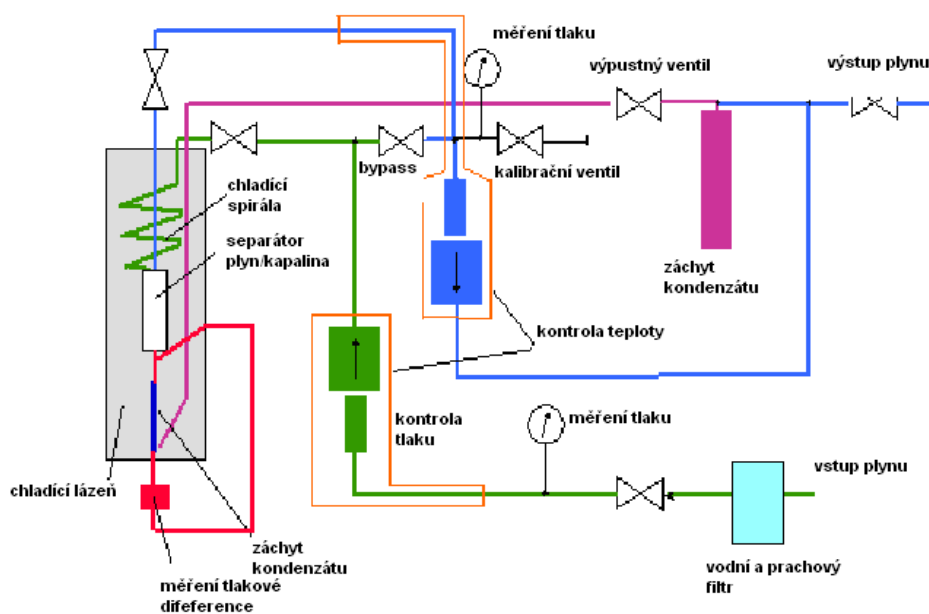 měření tlaku
výpustný ventil
výstup plynu
bypass
kalibrační ventil
chladící
spirála
separátor
plyn/kapalina
záchyt
kondenzátu
kontrola teploty
kontrola
tlaku
měření tlaku
vstup plynu
chladící lázeň
záchyt
kondenzátu
měření tlakové
difeference
vodní a prachový
filtr